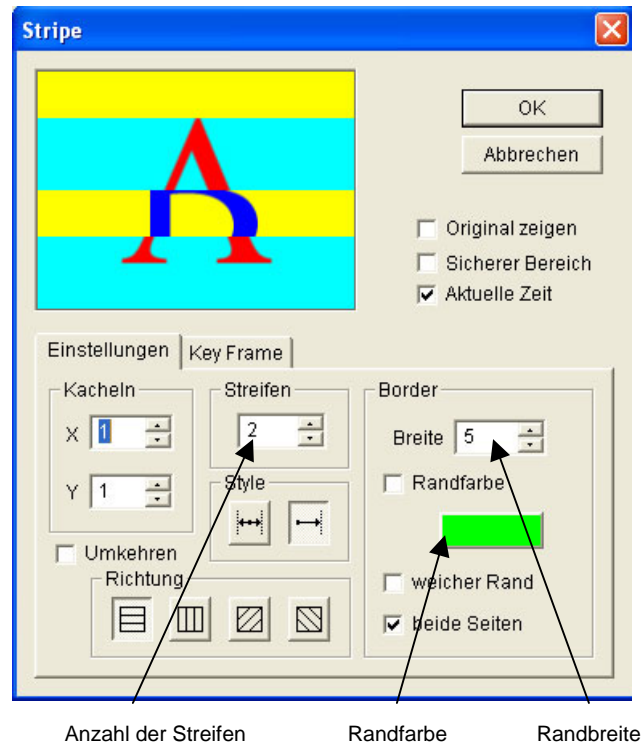 Stripe
A
D
OK
Abbrechen
Original zeigen
Sicherer Bereich
Aktuelle Zeit
Einstellungen
Key Frame
Kacheln
X 1
Y 1
Umkehren
Streifen
2
Style
Richtung
Border
Breite 5
Randfarbe
weicher Rand
beide Seiten
Anzahl der Streifen
Randfarbe
Randbreite